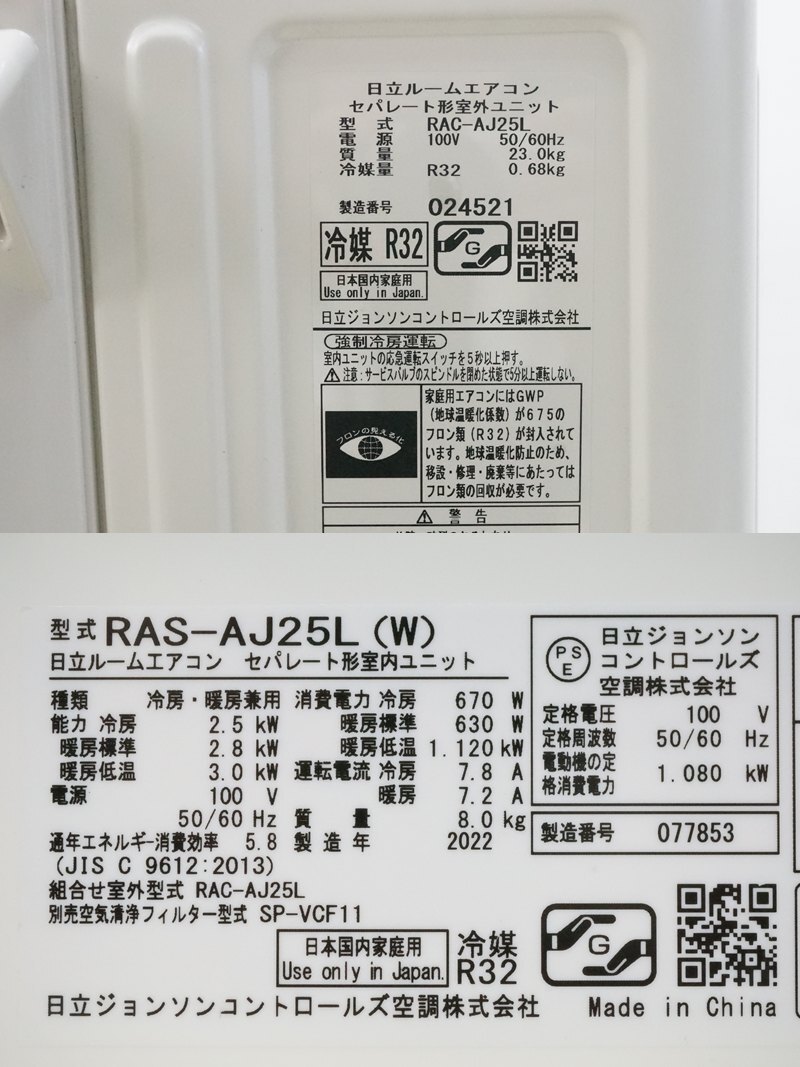 日立ルームエアコン
セパレート形室外ユニット
型 式 RAC-AJ25L
電 源 100V 50/60Hz
質 量 23.0kg
冷媒量 R32 0.68kg
製造番号 024521
冷媒 R32
G
日本国内家庭用
Use only in Japan.
日立ジョンソンコントロールズ空調株式会社
強制冷房運転
室内ユニットの応急運転スイッチを5秒以上押す。
⚠注意:サービスバルブのスピンドルを閉めた状態で5分以上運転しない。
フロンの見える化
家庭用エアコンにはGWP
(地球温暖化係数)が675の
フロン類(R32)が封入されて
います。地球温暖化防止のため、
移設・修理・廃棄等にあたっては
フロン類の回収が必要です。
⚠ 警 告
型式 RAS-AJ25L(W)
日立ルームエアコン セパレート形室内ユニット
種類 冷房・暖房兼用
能力 冷房 2.5 kW
暖房標準 2.8 kW
暖房低温 3.0 kW
電源 100 V
50/60 Hz
通年エネルギー消費効率 5.8
(JIS C 9612:2013)
消費電力 冷房 670 W
暖房標準 630 W
暖房低温 1.120 kW
運転電流 冷房 7.8 A
暖房 7.2 A
質 量 8.0 kg
製 造 年 2022
組合せ室外型式 RAC-AJ25L
別売空気清浄フィルター型式 SP-VCF11
PSE
日立ジョンソン
コントロールズ
空調株式会社
定格電圧 100 V
定格周波数 50/60 Hz
電動機の定
格消費電力 1.080 kW
製造番号 077853
日本国内家庭用
Use only in Japan.
冷媒
R32
G
日立ジョンソンコントロールズ空調株式会社 Made in China